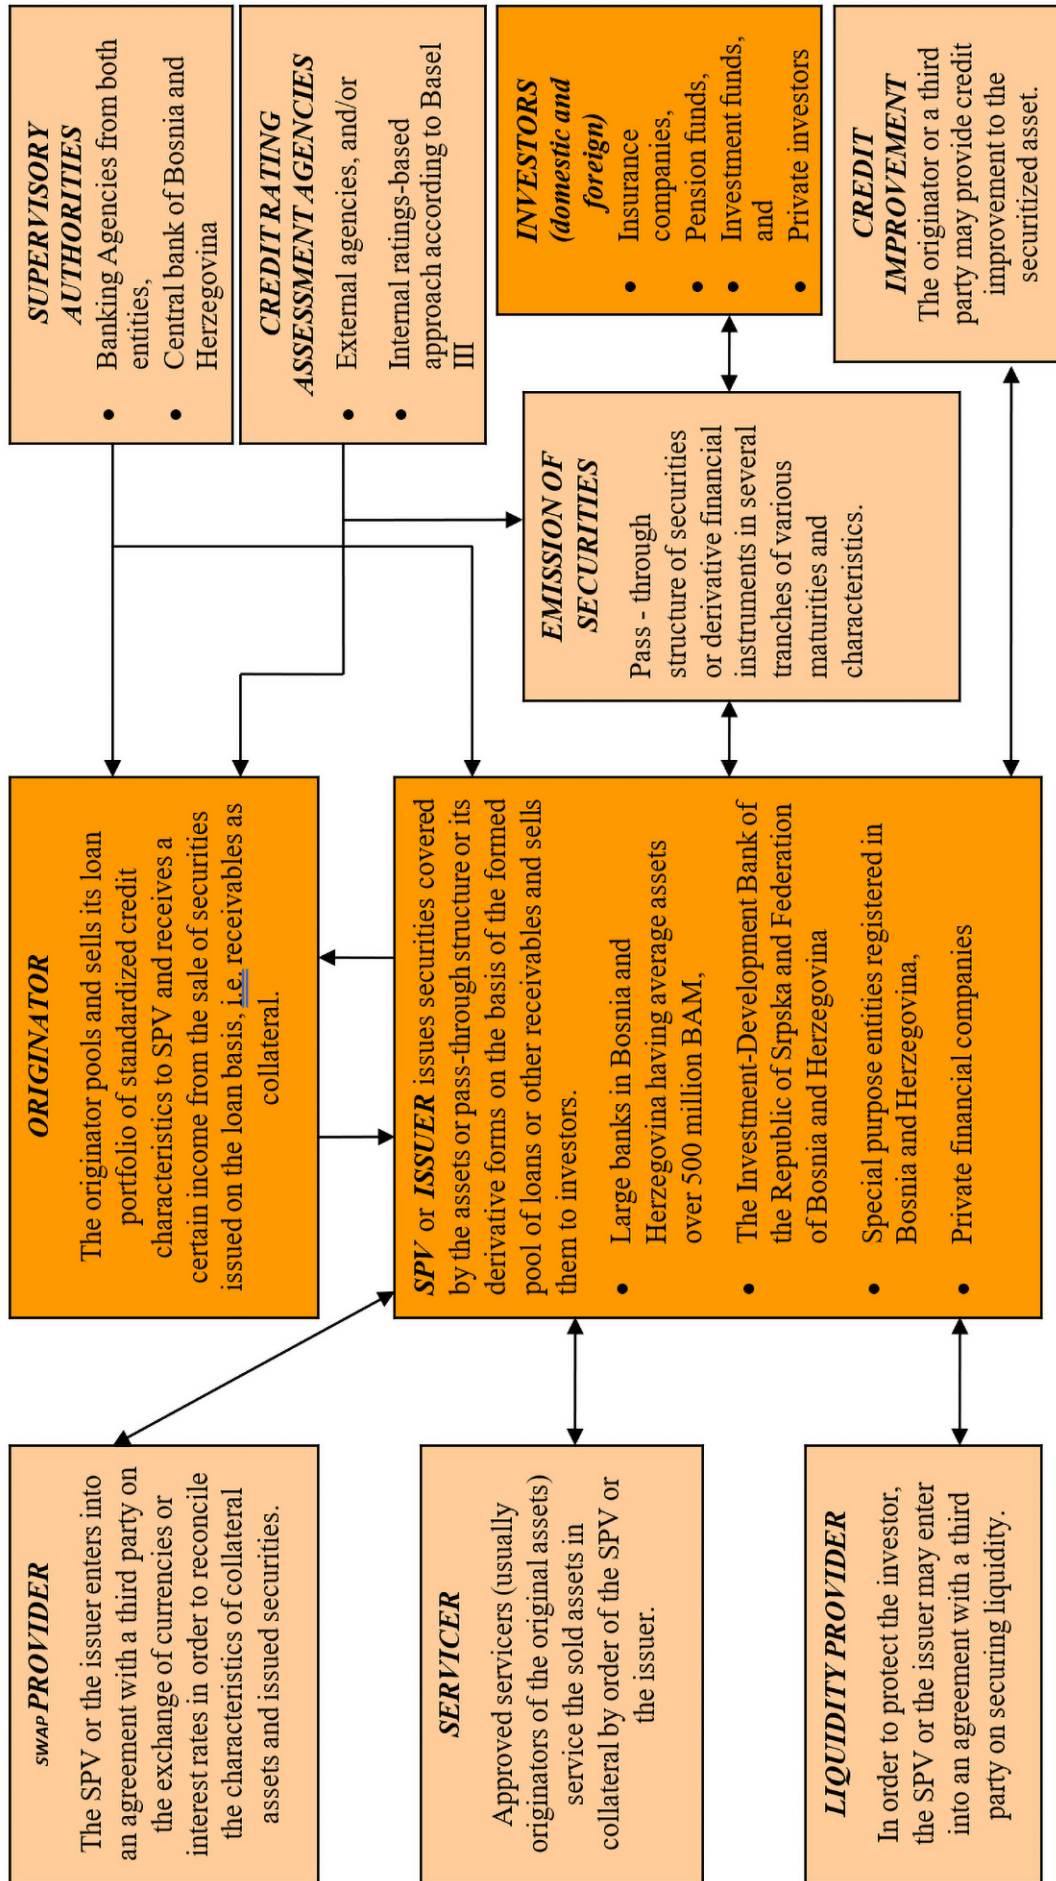 SWAP PROVIDER
The SPV or the issuer enters into
an agreement with a third party on
the exchange of currencies or
interest rates in order to reconcile
the characteristics of collateral
assets and issued securities.
ORIGINATOR
The originator pools and sells its loan
portfolio of standardized credit
characteristics to SPV and receives a
certain income from the sale of securities
issued on the loan basis, i.e. receivables as
collateral.
SUPERVISORY
AUTHORITIES
• Banking Agencies from both
entities,
• Central bank of Bosnia and
Herzegovina
CREDIT RATING
ASSESSMENT AGENCIES
• External agencies, and/or
• Internal ratings-based
approach according to Basel
III
SERVICER
Approved servicers (usually
originators of the original assets)
service the sold assets in
collateral by order of the SPV or
the issuer.
SPV or ISSUER issues securities covered
by the assets or pass-through structure or its
derivative forms on the basis of the formed
pool of loans or other receivables and sells
them to investors.
• Large banks in Bosnia and
Herzegovina having average assets
over 500 million BAM,
• The Investment-Development Bank of
the Republic of Srpska and Federation
of Bosnia and Herzegovina
• Special purpose entities registered in
Bosnia and Herzegovina,
• Private financial companies
EMISSION OF
SECURITIES
Pass - through
structure of securities
or derivative financial
instruments in several
tranches of various
maturities and
characteristics.
INVESTORS
(domestic and
foreign)
• Insurance
companies,
• Pension funds,
• Investment funds,
and
• Private investors
LIQUIDITY PROVIDER
In order to protect the investor,
the SPV or the issuer may enter
into an agreement with a third
party on securing liquidity.
CREDIT
IMPROVEMENT
The originator or a third
party may provide credit
improvement to the
securitized asset.